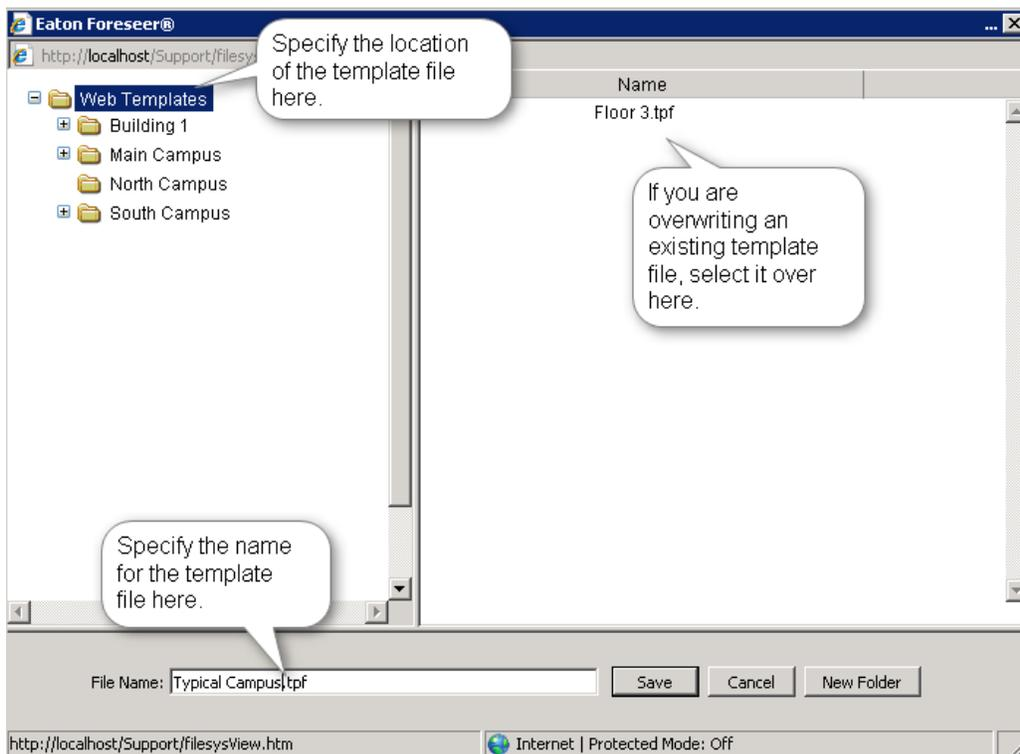 Eaton Foreseer®
...
http://localhost/Support/filesys
Specify the location
of the template file
here.
Web Templates
Building 1
Main Campus
North Campus
South Campus
Name
Floor 3.tpf
If you are
overwriting an
existing template
file, select it over
here.
Specify the name
for the template
file here.
File Name: Typical Campus.tpf
Save Cancel New Folder
http://localhost/Support/filesysView.htm Internet | Protected Mode: Off